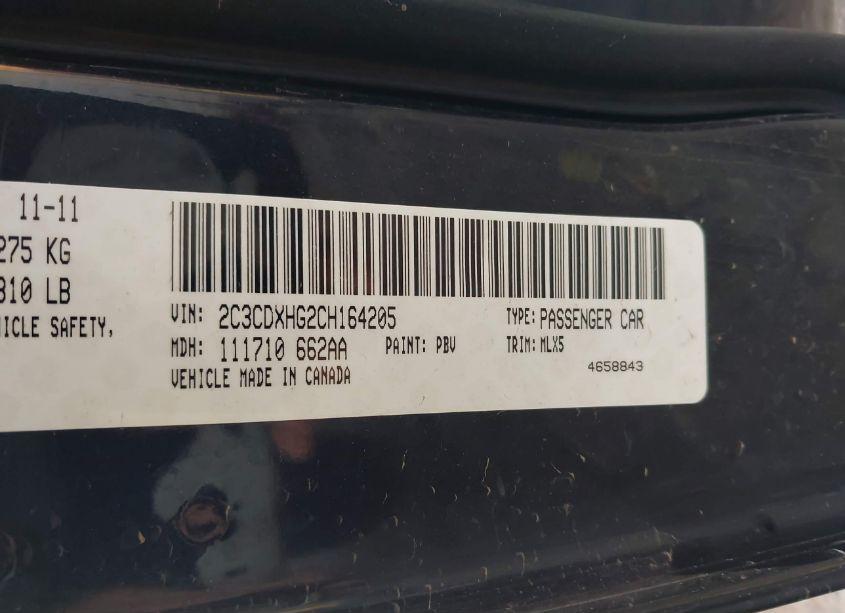 11-11
275 KG
810 LB
HICLE SAFETY,
VIN: 2C3CDXHG2CH164205 TYPE: PASSENGER CAR
MDH: 111710 662AA PAINT: PBV TRIM: MLX5
VEHICLE MADE IN CANADA 4658843